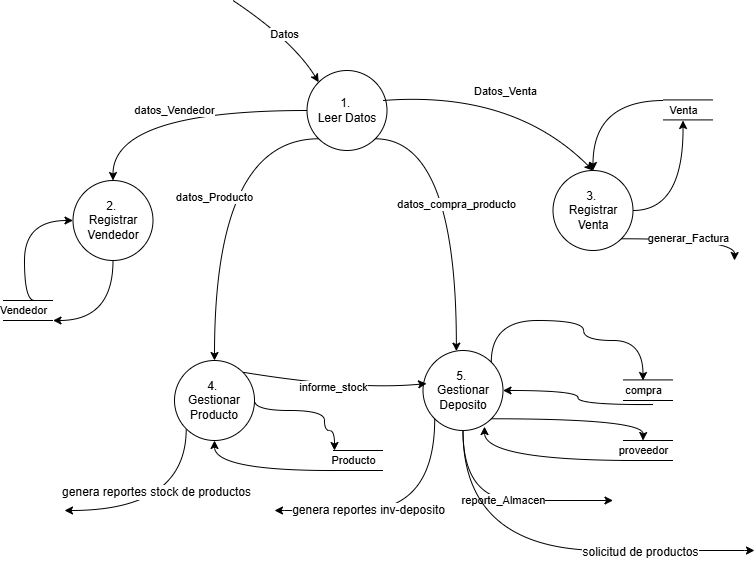 Datos
1.
Leer Datos
datos_Vendedor
Datos_Venta
Venta
2.
Registrar
Vendedor
datos_Producto
datos_compra_producto
3.
Registrar
Venta
generar_Factura
Vendedor
4.
Gestionar
Producto
informe_stock
5.
Gestionar
Deposito
compra
proveedor
Producto
genera reportes stock de productos
genera reportes inv-deposito
reporte_Almacen
solicitud de productos